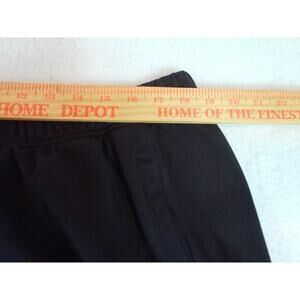 12 13 14 15 16 17 18 19 20 21 22
HOME DEPOT HOME OF THE FINEST